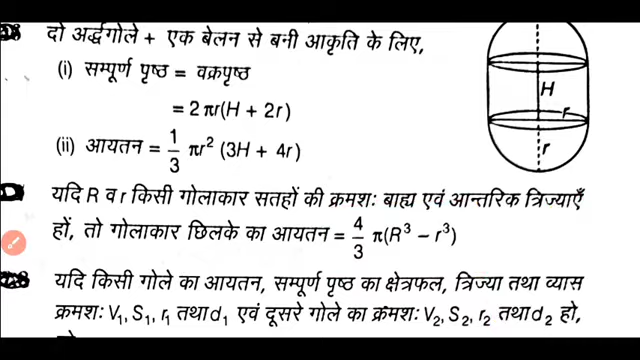 दो अर्द्धगोले + एक बेलन से बनी आकृति के लिए,
(i) सम्पूर्ण पृष्ठ = वक्रपृष्ठ
= 2 πr(H + 2r)
(ii) आयतन = 1/3 πr² (3H + 4r)
H
r
r
यदि R व r किसी गोलाकार सतहों की क्रमशः बाह्य एवं आन्तरिक त्रिज्याएँ
हों, तो गोलाकार छिलके का आयतन = 4/3 π(R³ − r³)
यदि किसी गोले का आयतन, सम्पूर्ण पृष्ठ का क्षेत्रफल, त्रिज्या तथा व्यास
क्रमशः V₁, S₁, r₁ तथा d₁ एवं दूसरे गोले का क्रमशः V₂, S₂, r₂ तथा d₂ हो,